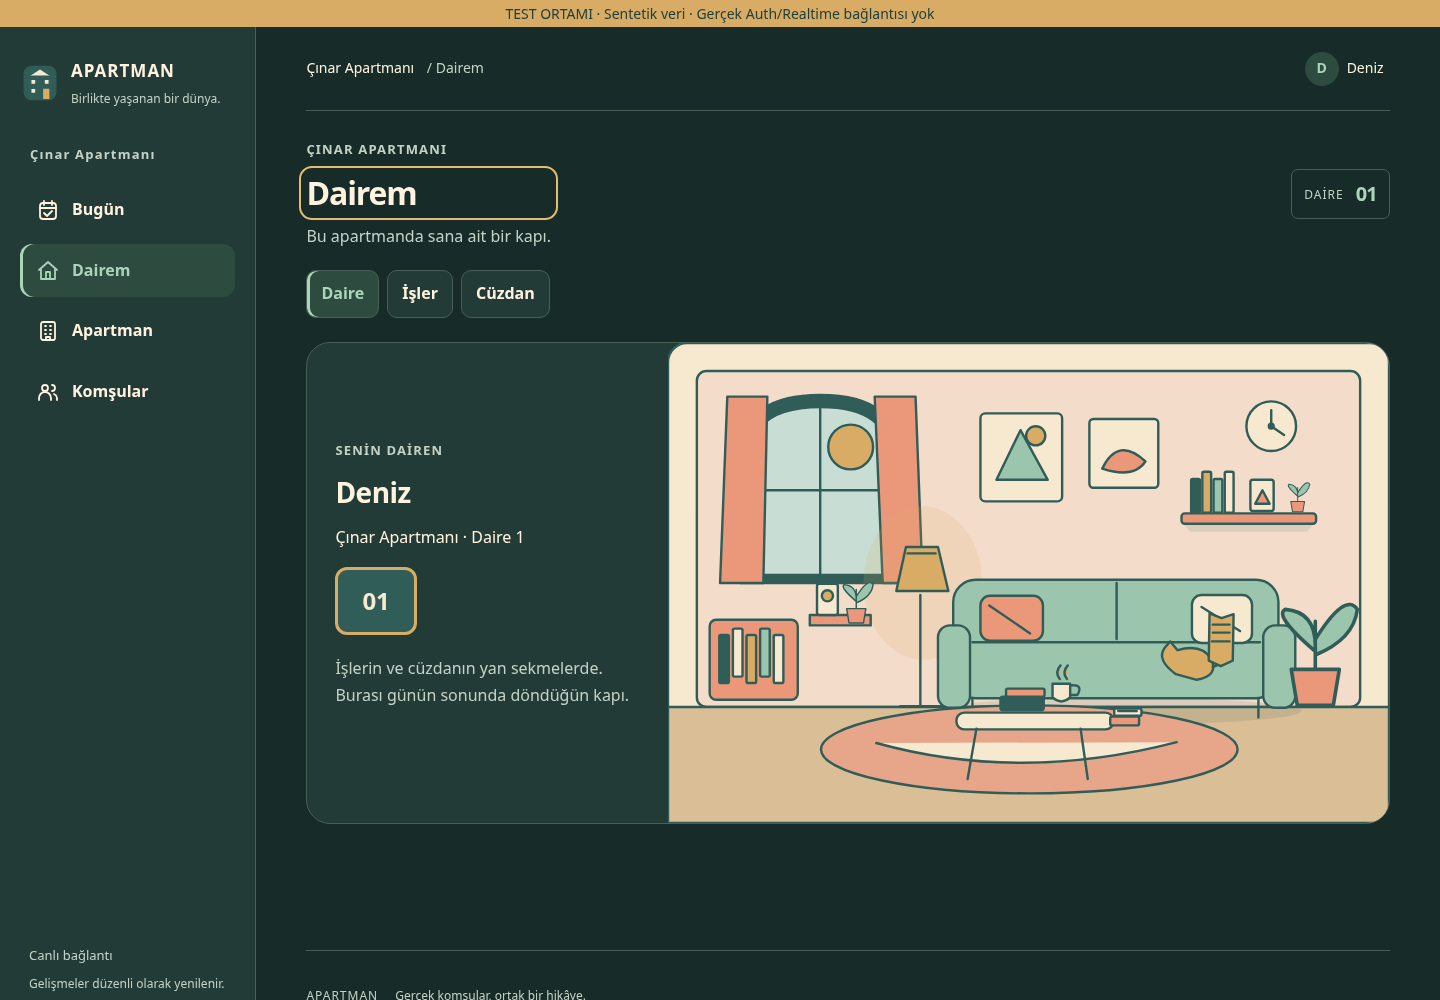 TEST ORTAMI · Sentetik veri · Gerçek Auth/Realtime bağlantısı yok
APARTMAN
Birlikte yaşanan bir dünya.
Çınar Apartmanı
Bugün
Dairem
Apartman
Komşular
Canlı bağlantı
Gelişmeler düzenli olarak yenilenir.
Çınar Apartmanı / Dairem
D Deniz
ÇINAR APARTMANI
Dairem
Bu apartmanda sana ait bir kapı.
DAİRE 01
Daire İşler Cüzdan
SENİN DAİREN
Deniz
Çınar Apartmanı · Daire 1
01
İşlerin ve cüzdanın yan sekmelerde.
Burası günün sonunda döndüğün kapı.
APARTMAN Gerçek komşular, ortak bir hikâye.